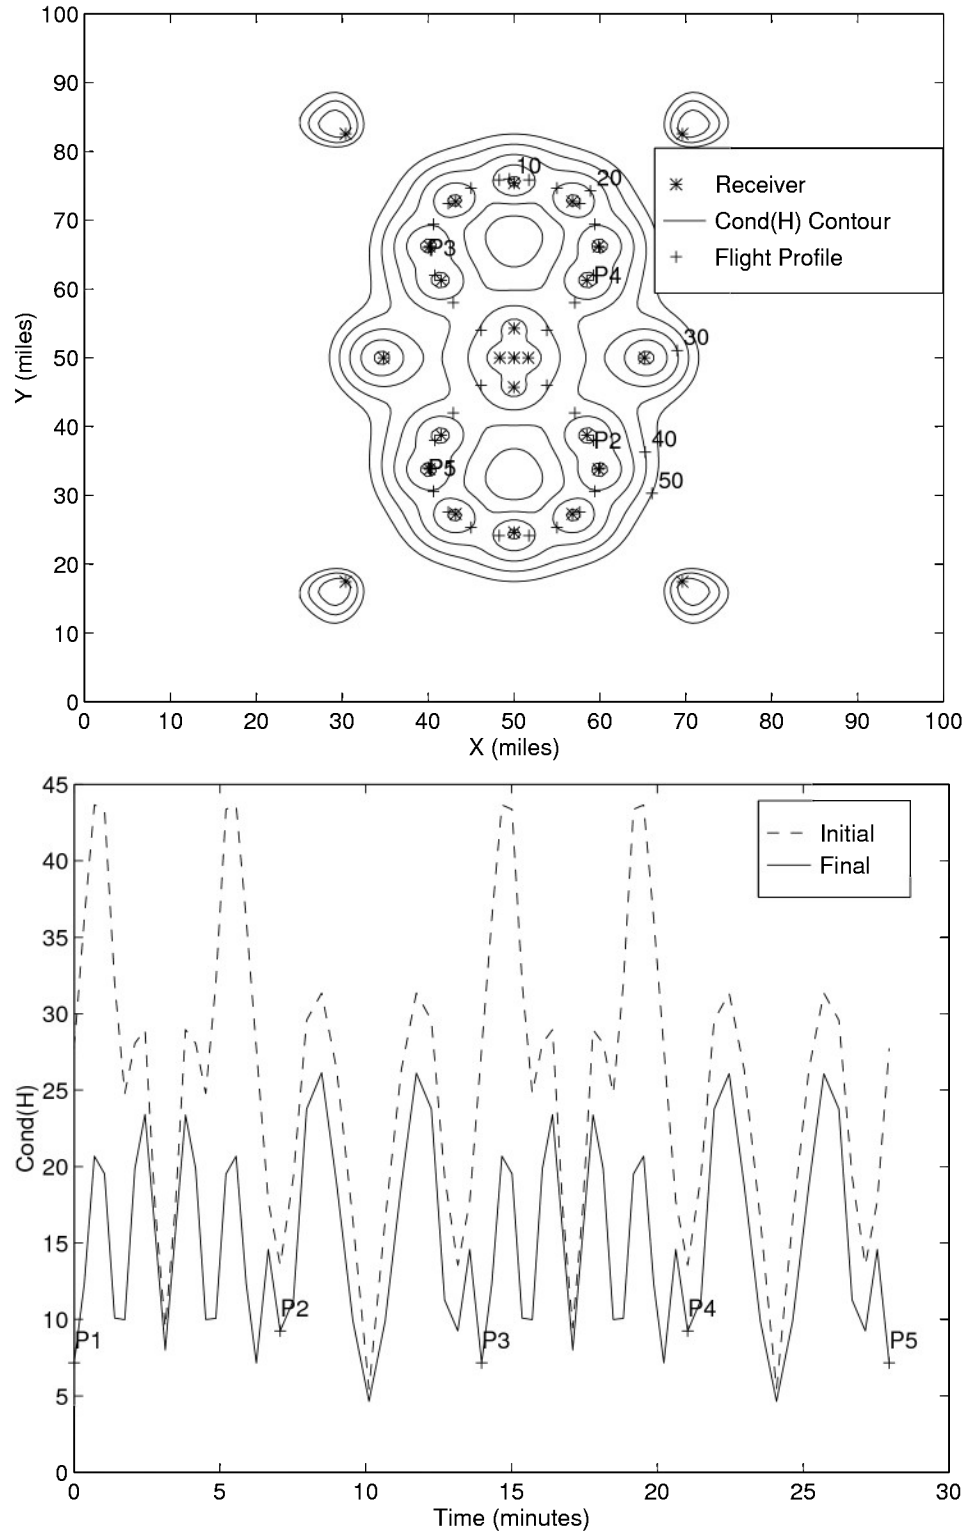 100
90
80
70
60
50
40
30
20
10
0
Y (miles)
10
20
P3
P4
30
P2
40
P5
50
Receiver
Cond(H) Contour
Flight Profile
0 10 20 30 40 50 60 70 80 90 100
X (miles)
45
40
35
30
25
20
15
10
5
0
Cond(H)
Initial
Final
P1
P2
P3
P4
P5
0 5 10 15 20 25 30
Time (minutes)